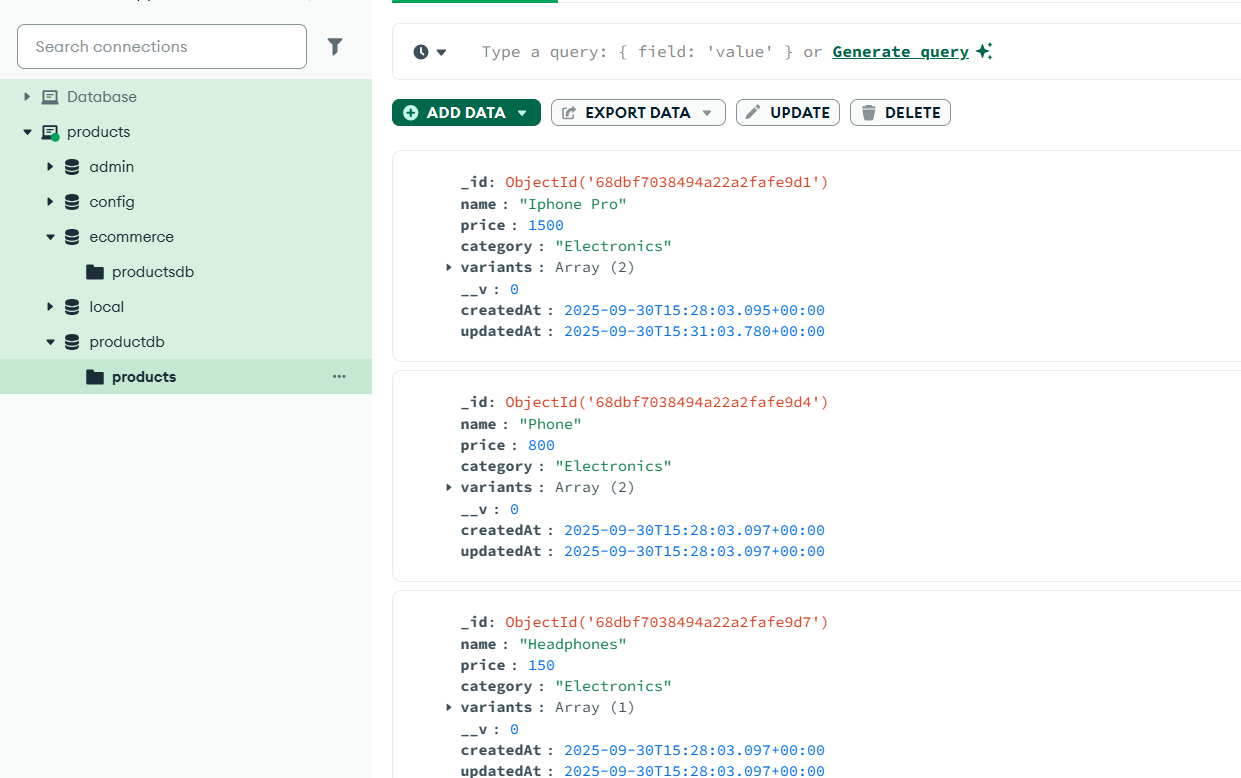 Search connections
Database
products
admin
config
ecommerce
productsdb
local
productdb
products
Type a query: { field: 'value' } or Generate query
ADD DATA
EXPORT DATA
UPDATE
DELETE
_id: ObjectId('68dbf7038494a22a2fafe9d1')
name : "Iphone Pro"
price : 1500
category : "Electronics"
variants : Array (2)
__v : 0
createdAt : 2025-09-30T15:28:03.095+00:00
updatedAt : 2025-09-30T15:31:03.780+00:00
_id: ObjectId('68dbf7038494a22a2fafe9d4')
name : "Phone"
price : 800
category : "Electronics"
variants : Array (2)
__v : 0
createdAt : 2025-09-30T15:28:03.097+00:00
updatedAt : 2025-09-30T15:28:03.097+00:00
_id: ObjectId('68dbf7038494a22a2fafe9d7')
name : "Headphones"
price : 150
category : "Electronics"
variants : Array (1)
__v : 0
createdAt : 2025-09-30T15:28:03.097+00:00
updatedAt : 2025-09-30T15:28:03.097+00:00